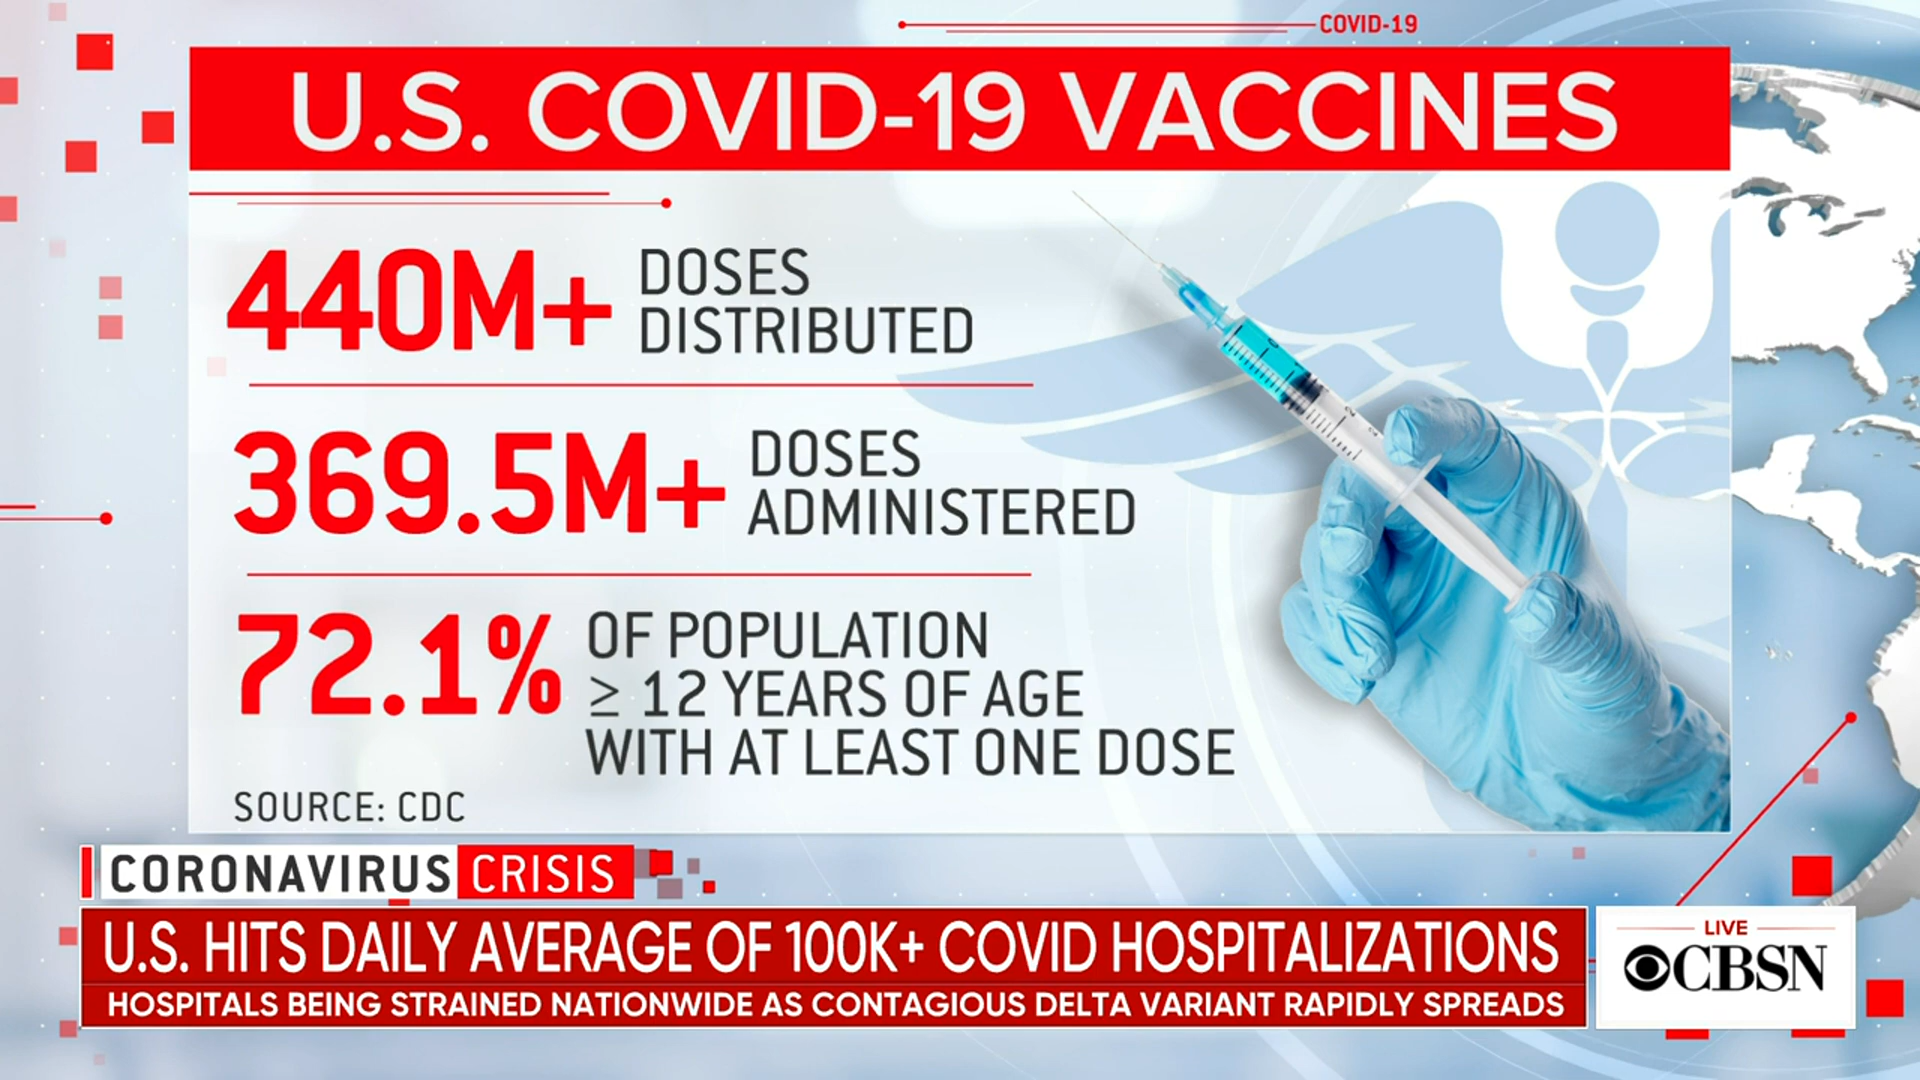 COVID-19
U.S. COVID-19 VACCINES
440M+ DOSES
DISTRIBUTED
369.5M+ DOSES
ADMINISTERED
72.1% OF POPULATION
≥ 12 YEARS OF AGE
WITH AT LEAST ONE DOSE
SOURCE: CDC
CORONAVIRUS CRISIS
U.S. HITS DAILY AVERAGE OF 100K+ COVID HOSPITALIZATIONS
HOSPITALS BEING STRAINED NATIONWIDE AS CONTAGIOUS DELTA VARIANT RAPIDLY SPREADS
LIVE
CBSN